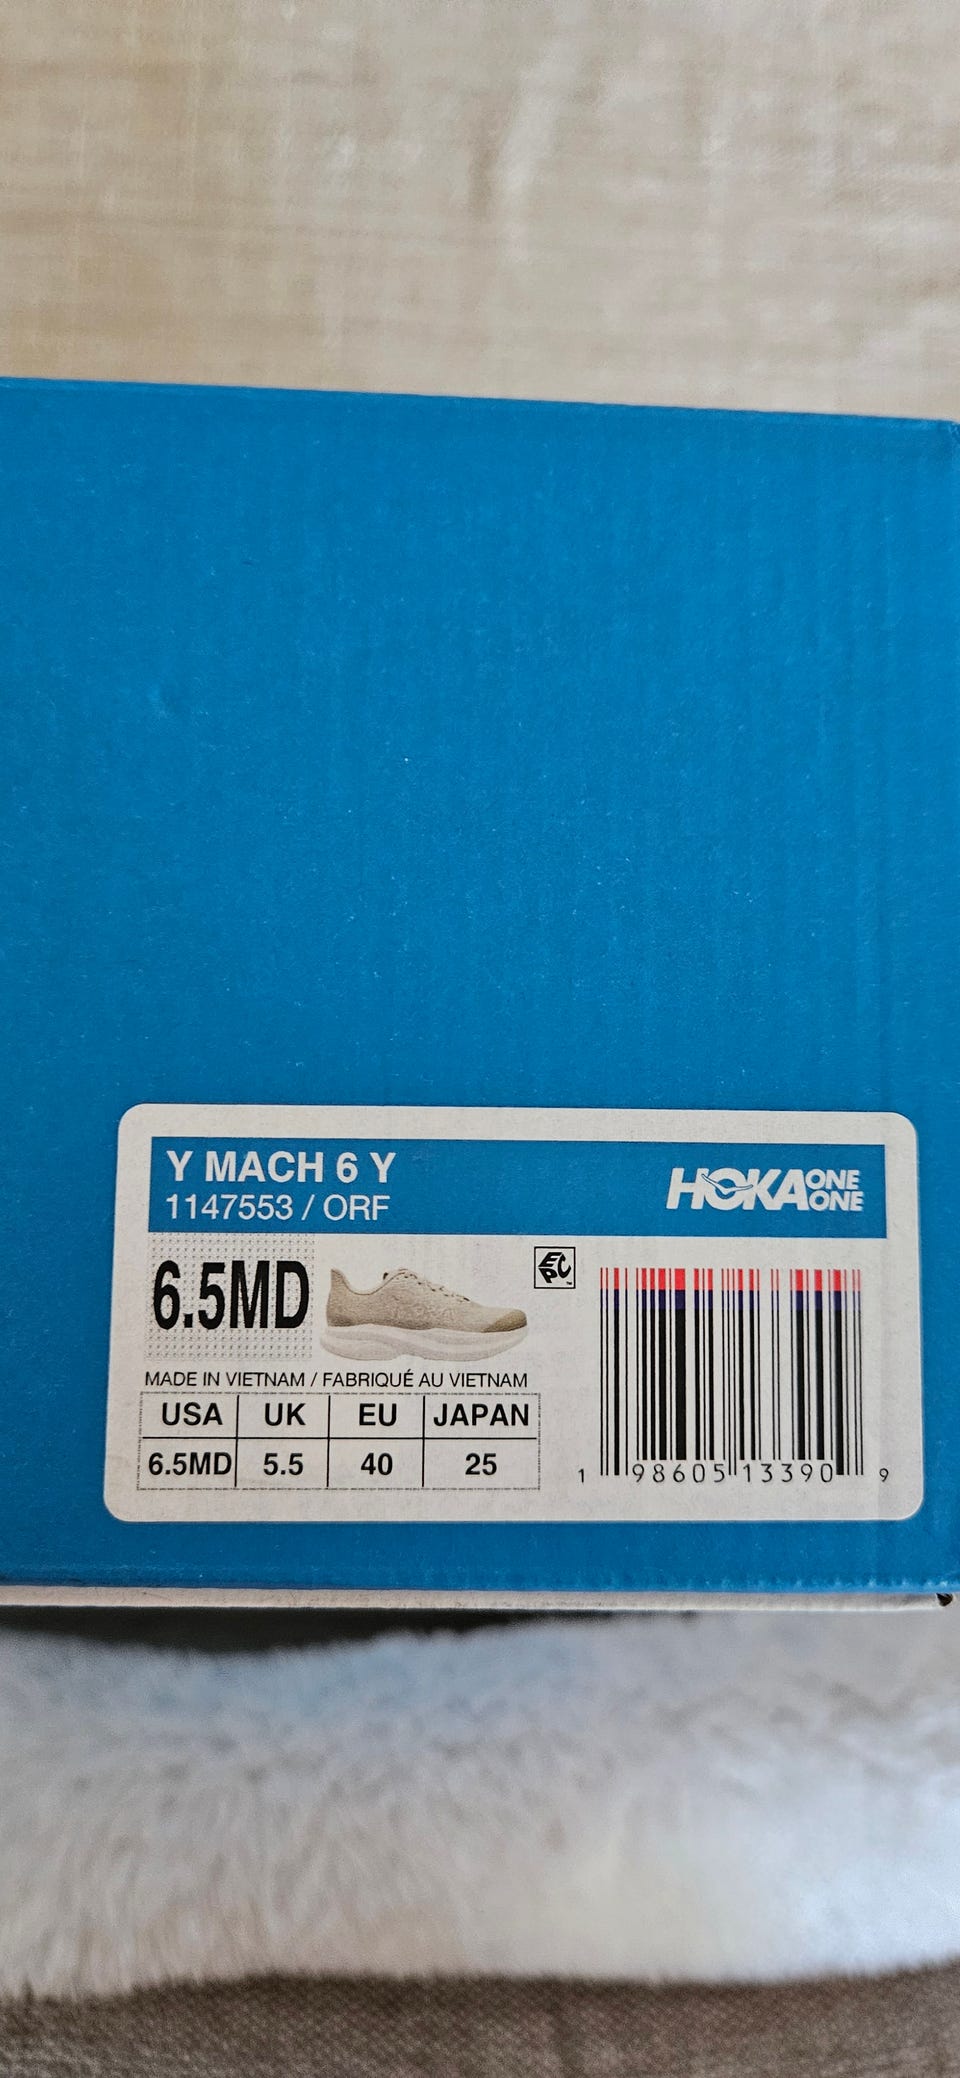 Y MACH 6 Y
1147553 / ORF
HOKA ONE ONE
6.5MD
EPC
MADE IN VIETNAM / FABRIQUÉ AU VIETNAM
USA UK EU JAPAN
6.5MD 5.5 40 25
1 98605 13390 9